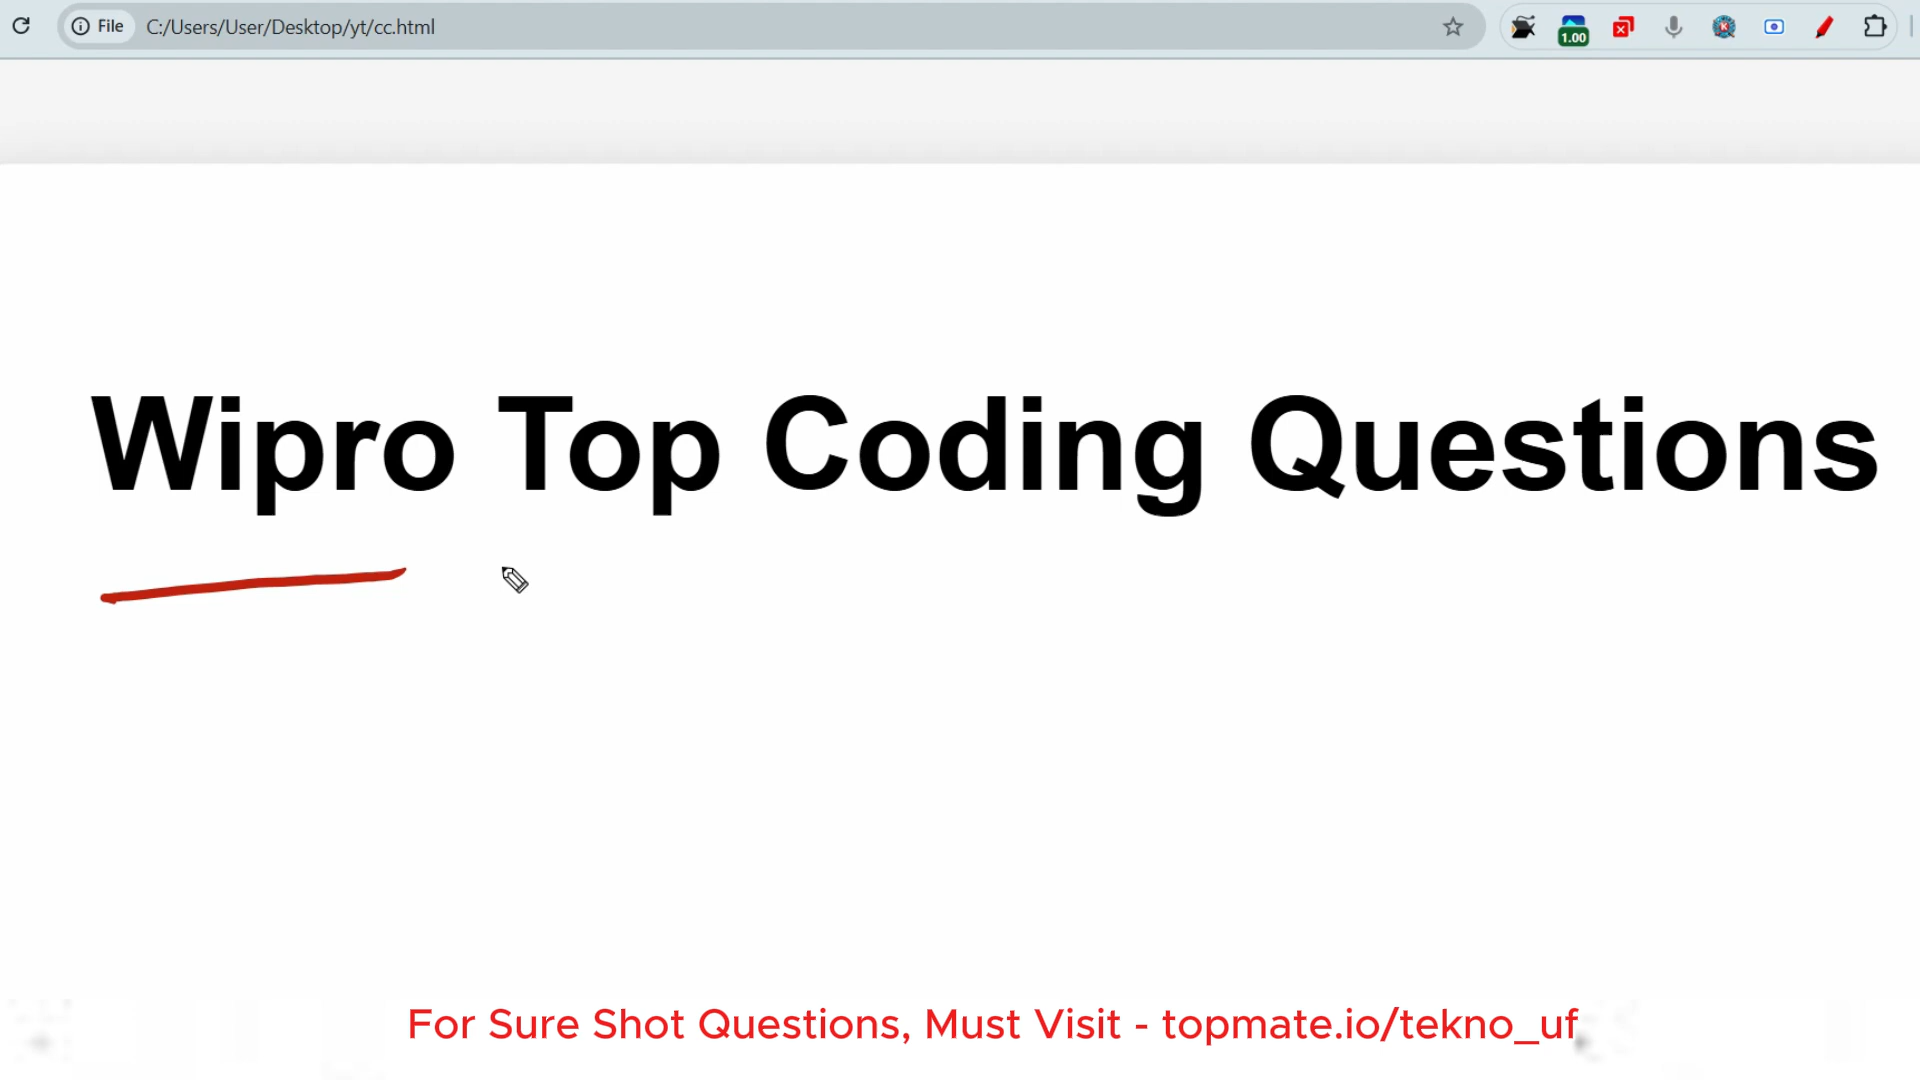 File C:/Users/User/Desktop/yt/cc.html
1.00
Wipro Top Coding Questions
For Sure Shot Questions, Must Visit - topmate.io/tekno_uf